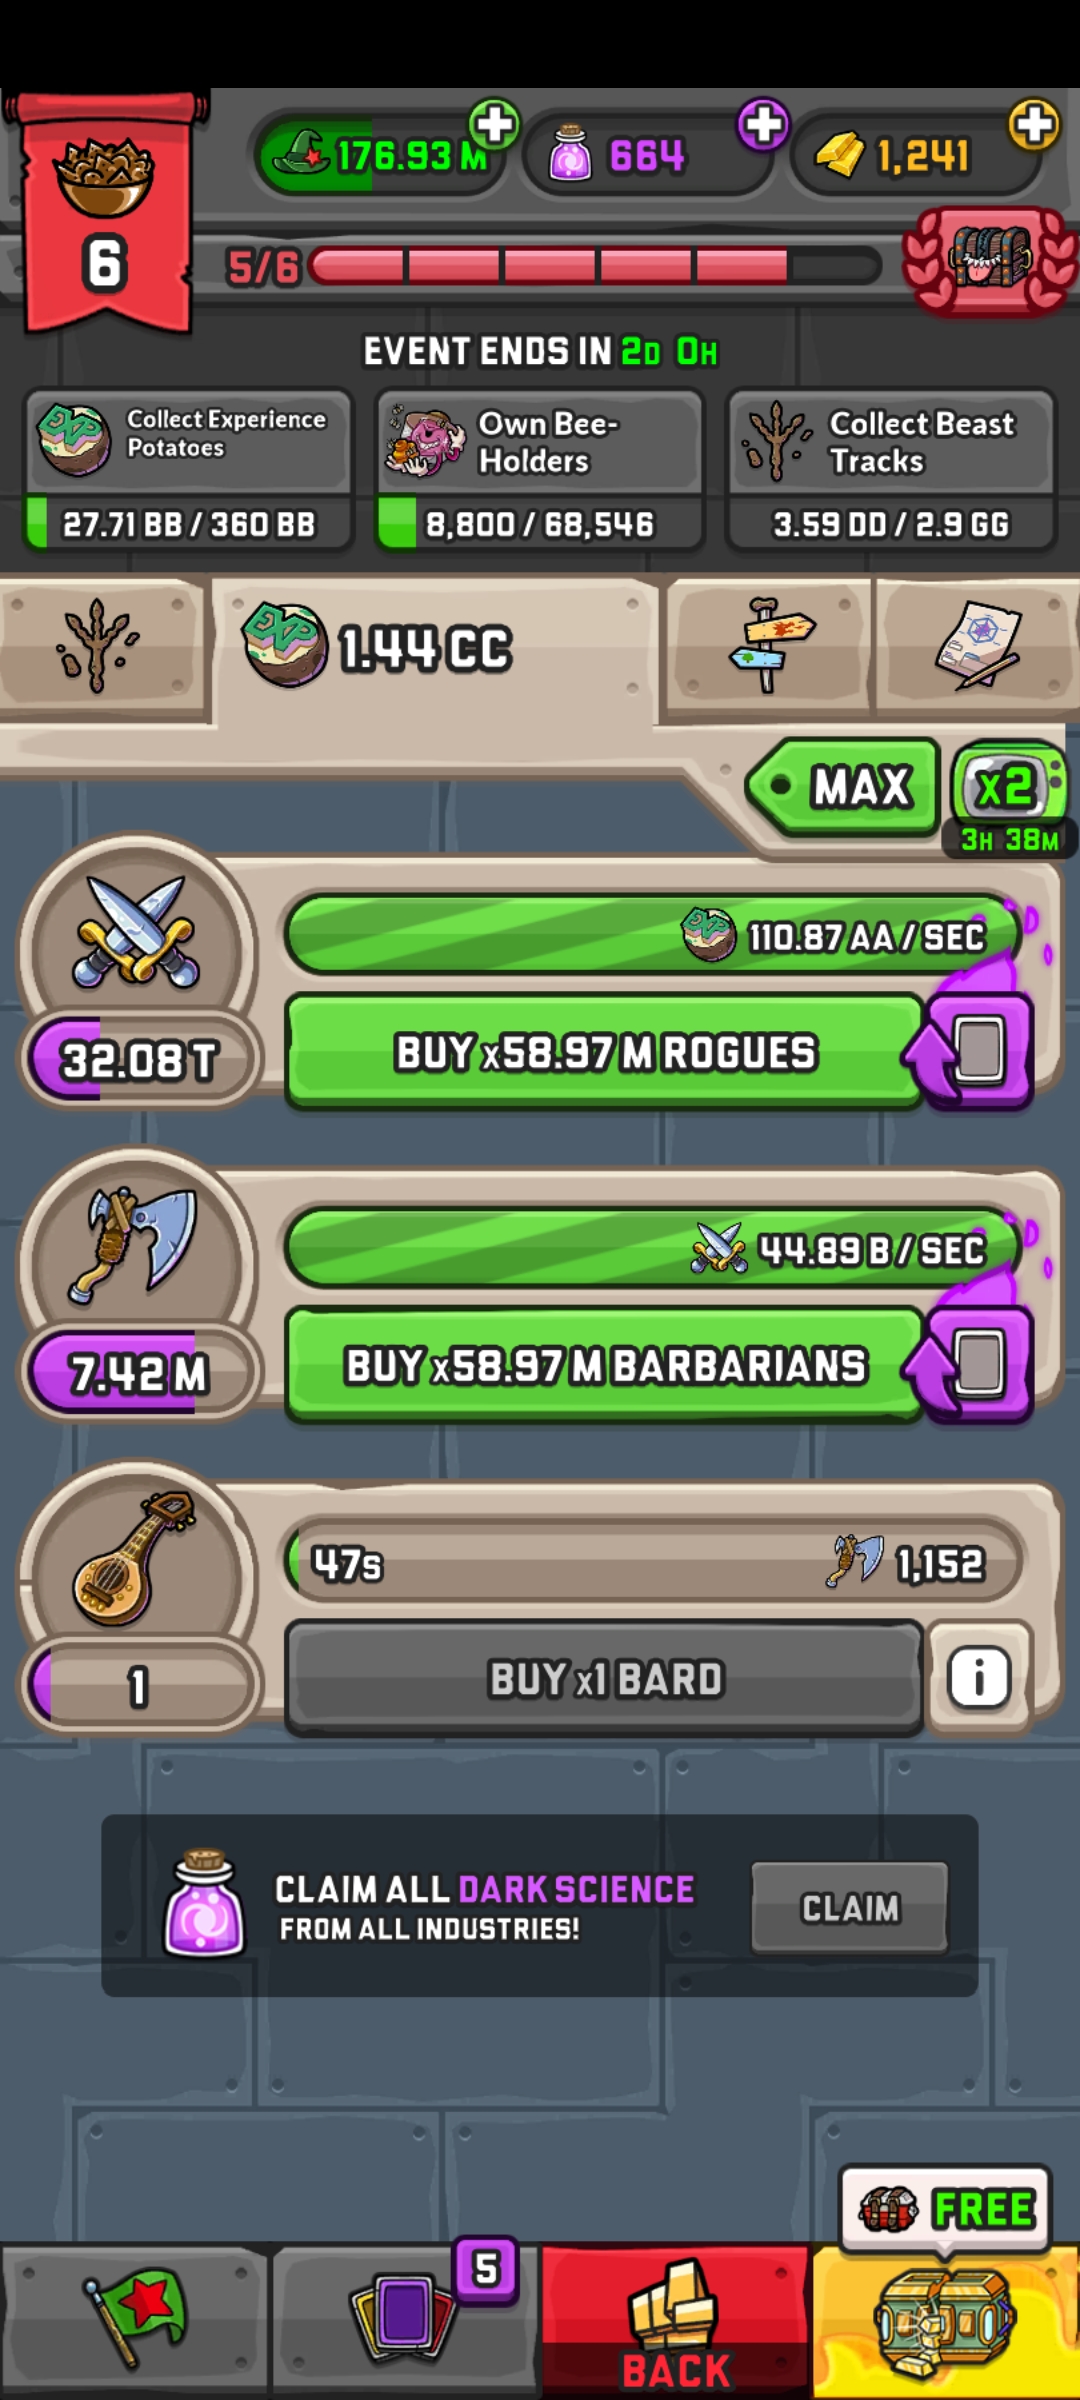 176.93 M
664
1,241
6
5/6
EVENT ENDS IN 2D 0H
Collect Experience
Potatoes
27.71 BB / 360 BB
Own Bee-
Holders
8,800 / 68,546
Collect Beast
Tracks
3.59 DD / 2.9 GG
EXP
1.44 CC
MAX
x2
3H 38M
110.87 AA / SEC
32.08 T
BUY x58.97 M ROGUES
44.89 B / SEC
7.42 M
BUY x58.97 M BARBARIANS
47s
1,152
1
BUY x1 BARD
i
CLAIM ALL DARK SCIENCE
FROM ALL INDUSTRIES!
CLAIM
FREE
5
BACK